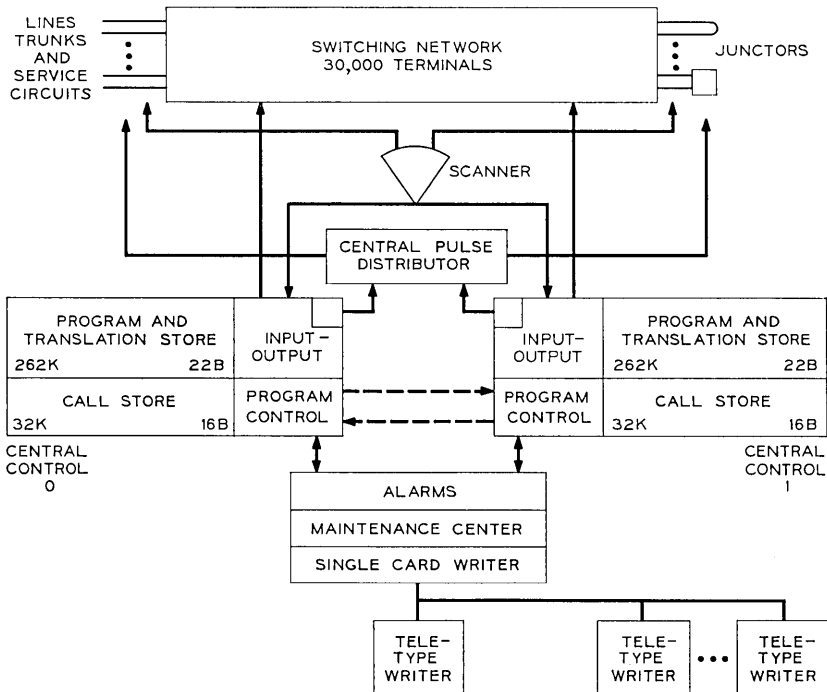 LINES
TRUNKS
AND
SERVICE
CIRCUITS
SWITCHING NETWORK
30,000 TERMINALS
JUNCTORS
SCANNER
CENTRAL PULSE
DISTRIBUTOR
PROGRAM AND
TRANSLATION STORE
262K 22B
INPUT-
OUTPUT
CALL STORE
32K 16B
PROGRAM
CONTROL
CENTRAL
CONTROL
0
INPUT-
OUTPUT
PROGRAM AND
TRANSLATION STORE
262K 22B
PROGRAM
CONTROL
CALL STORE
32K 16B
CENTRAL
CONTROL
1
ALARMS
MAINTENANCE CENTER
SINGLE CARD WRITER
TELE-
TYPE
WRITER
TELE-
TYPE
WRITER
TELE-
TYPE
WRITER